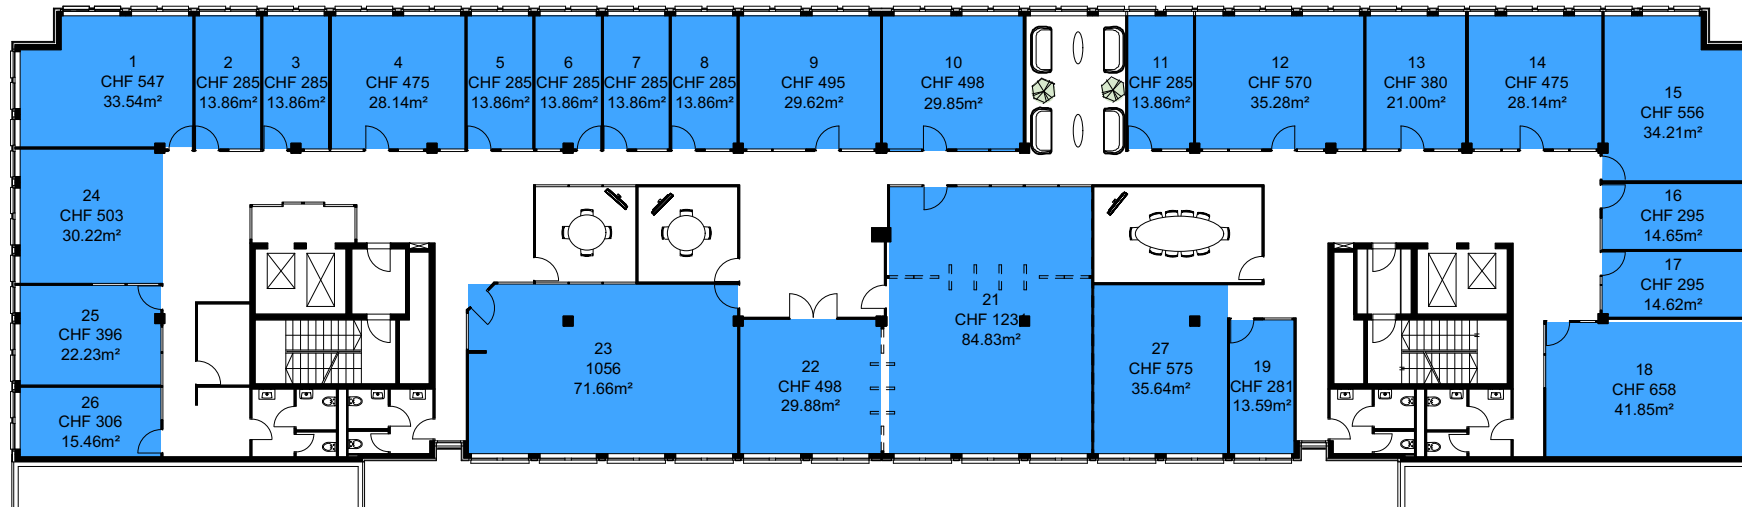 1
CHF 547
33.54m²
2
CHF 285
13.86m²
3
CHF 285
13.86m²
4
CHF 475
28.14m²
5
CHF 285
13.86m²
6
CHF 285
13.86m²
7
CHF 285
13.86m²
8
CHF 285
13.86m²
9
CHF 495
29.62m²
10
CHF 498
29.85m²
11
CHF 285
13.86m²
12
CHF 570
35.28m²
13
CHF 380
21.00m²
14
CHF 475
28.14m²
15
CHF 556
34.21m²
16
CHF 295
14.65m²
17
CHF 295
14.62m²
18
CHF 658
41.85m²
19
CHF 281
13.59m²
27
CHF 575
35.64m²
21
CHF 123
84.83m²
22
CHF 498
29.88m²
23
1056
71.66m²
24
CHF 503
30.22m²
25
CHF 396
22.23m²
26
CHF 306
15.46m²